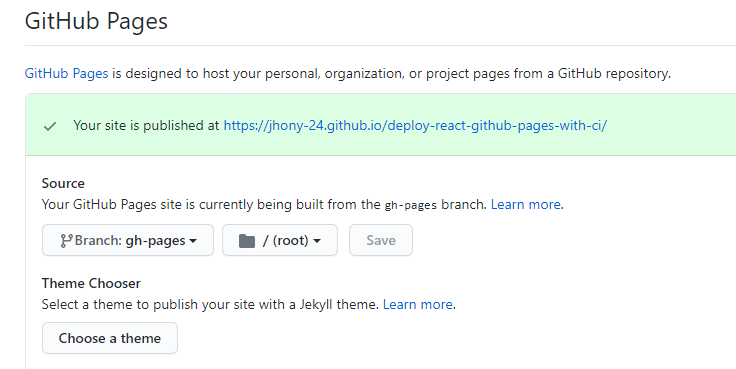 GitHub Pages
GitHub Pages is designed to host your personal, organization, or project pages from a GitHub repository.
Your site is published at https://jhony-24.github.io/deploy-react-github-pages-with-ci/
Source
Your GitHub Pages site is currently being built from the gh-pages branch. Learn more.
Branch: gh-pages / (root) Save
Theme Chooser
Select a theme to publish your site with a Jekyll theme. Learn more.
Choose a theme